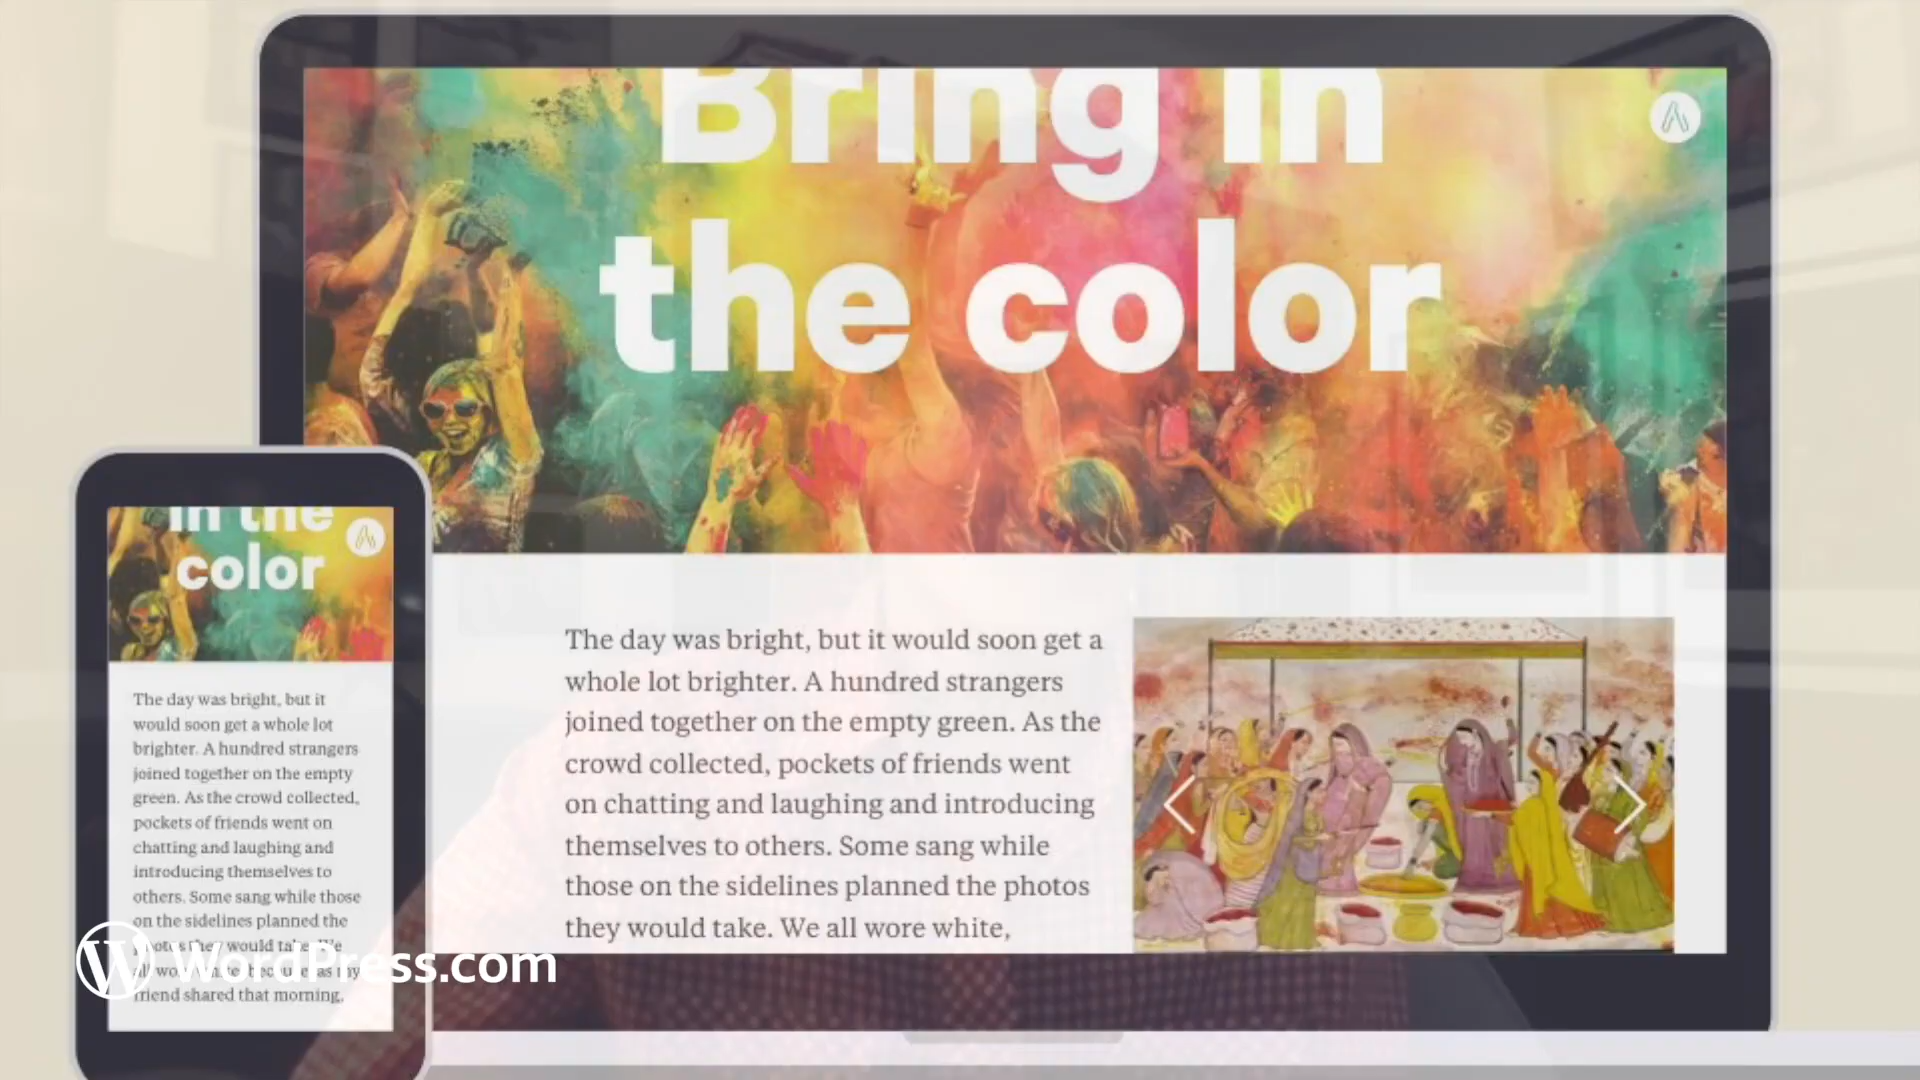 Bring in
the color
The day was bright, but it would soon get a
whole lot brighter. A hundred strangers
joined together on the empty green. As the
crowd collected, pockets of friends went
on chatting and laughing and introducing
themselves to others. Some sang while
those on the sidelines planned the photos
they would take. We all wore white,
in the
color
The day was bright, but it
would soon get a whole lot
brighter. A hundred strangers
joined together on the empty
green. As the crowd collected,
pockets of friends went on
chatting and laughing and
introducing themselves to
others. Some sang while those
on the sidelines planned the
they would
friend shared that morning,
WordPress.com